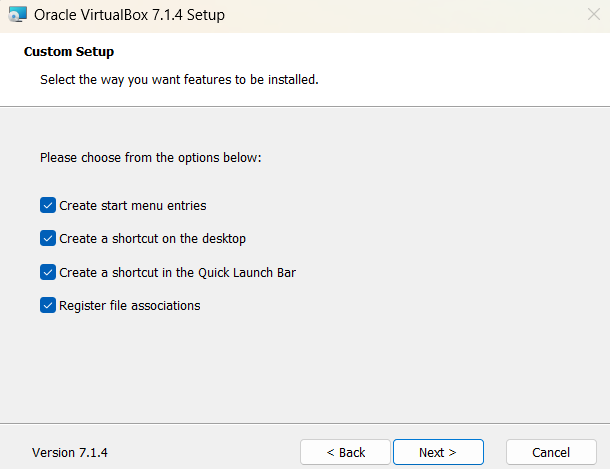 Oracle VirtualBox 7.1.4 Setup
Custom Setup
Select the way you want features to be installed.
Please choose from the options below:
Create start menu entries
Create a shortcut on the desktop
Create a shortcut in the Quick Launch Bar
Register file associations
Version 7.1.4
< Back
Next >
Cancel